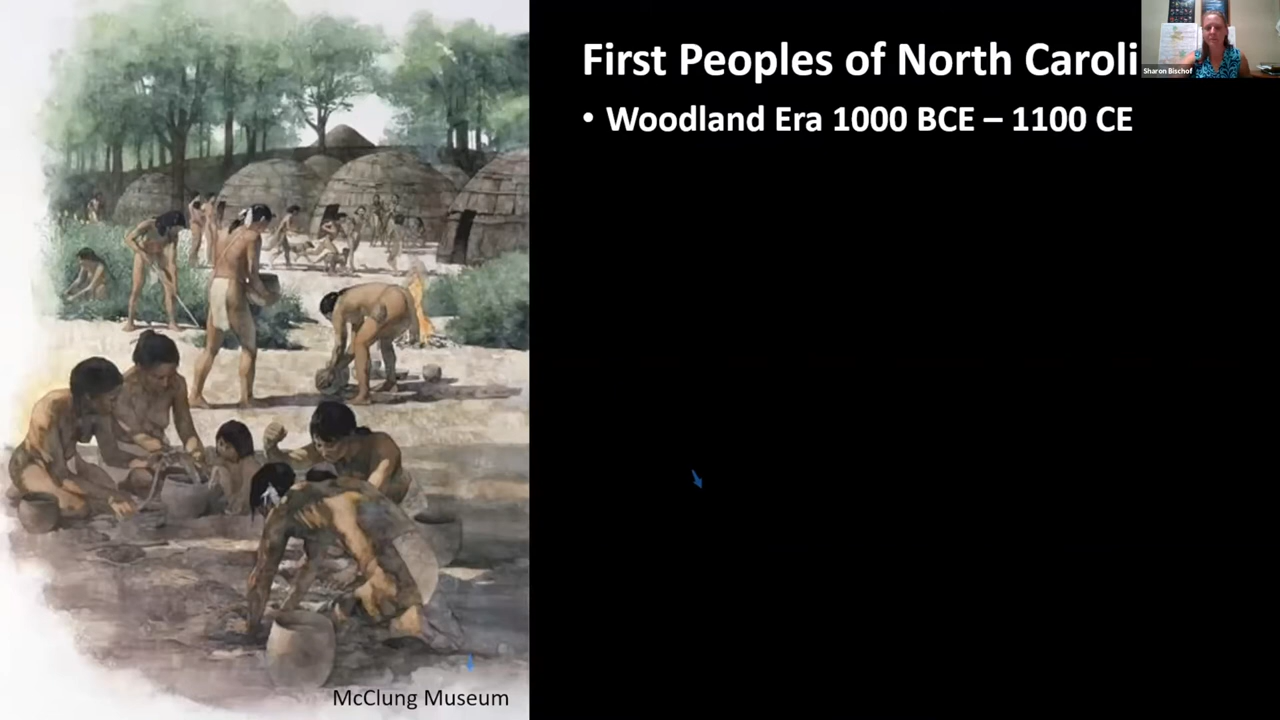 First Peoples of North Caroli
• Woodland Era 1000 BCE – 1100 CE
Sharon Bischof
McClung Museum